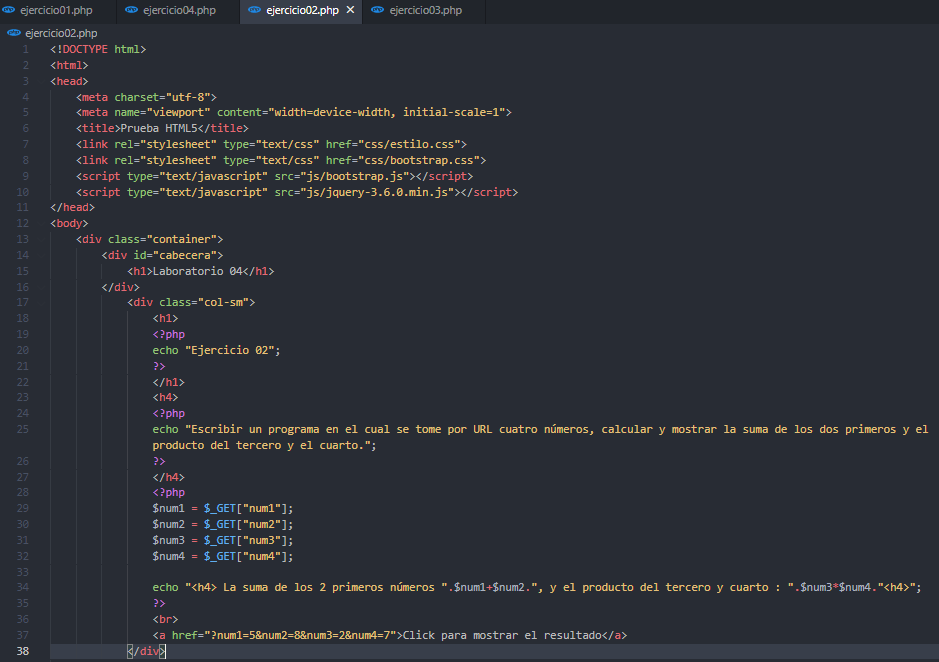 ejercicio01.php ejercicio04.php ejercicio02.php ejercicio03.php
ejercicio02.php
1 <!DOCTYPE html>
2 <html>
3 <head>
4 <meta charset="utf-8">
5 <meta name="viewport" content="width=device-width, initial-scale=1">
6 <title>Prueba HTML5</title>
7 <link rel="stylesheet" type="text/css" href="css/estilo.css">
8 <link rel="stylesheet" type="text/css" href="css/bootstrap.css">
9 <script type="text/javascript" src="js/bootstrap.js"></script>
10 <script type="text/javascript" src="js/jquery-3.6.0.min.js"></script>
11 </head>
12 <body>
13 <div class="container">
14 <div id="cabecera">
15 <h1>Laboratorio 04</h1>
16 </div>
17 <div class="col-sm">
18 <h1>
19 <?php
20 echo "Ejercicio 02";
21 ?>
22 </h1>
23 <h4>
24 <?php
25 echo "Escribir un programa en el cual se tome por URL cuatro números, calcular y mostrar la suma de los dos primeros y el
producto del tercero y el cuarto.";
26 ?>
27 </h4>
28 <?php
29 $num1 = $_GET["num1"];
30 $num2 = $_GET["num2"];
31 $num3 = $_GET["num3"];
32 $num4 = $_GET["num4"];
33
34 echo "<h4> La suma de los 2 primeros números ".$num1+$num2.", y el producto del tercero y cuarto : ".$num3*$num4."<h4>";
35 ?>
36 <br>
37 <a href="?num1=5&num2=8&num3=2&num4=7">Click para mostrar el resultado</a>
38 </div>